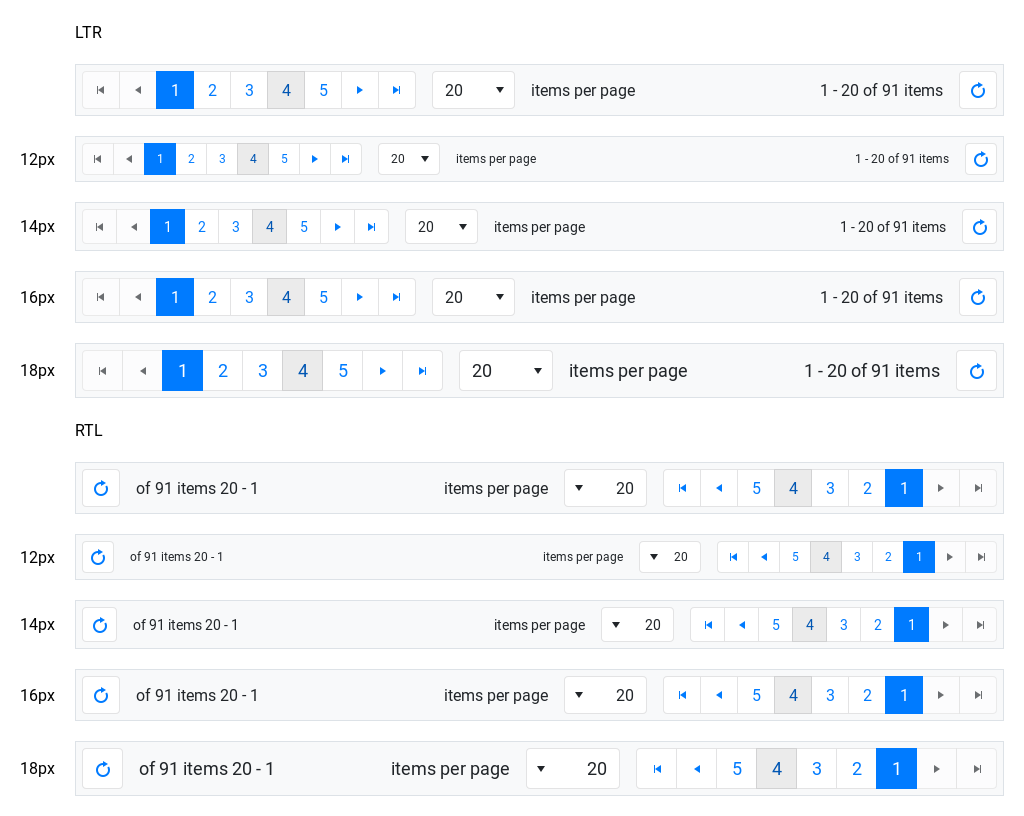 LTR
1 2 3 4 5 20 items per page 1 - 20 of 91 items
12px 1 2 3 4 5 20 items per page 1 - 20 of 91 items
14px 1 2 3 4 5 20 items per page 1 - 20 of 91 items
16px 1 2 3 4 5 20 items per page 1 - 20 of 91 items
18px 1 2 3 4 5 20 items per page 1 - 20 of 91 items
RTL
of 91 items 20 - 1 items per page 20 5 4 3 2 1
12px of 91 items 20 - 1 items per page 20 5 4 3 2 1
14px of 91 items 20 - 1 items per page 20 5 4 3 2 1
16px of 91 items 20 - 1 items per page 20 5 4 3 2 1
18px of 91 items 20 - 1 items per page 20 5 4 3 2 1